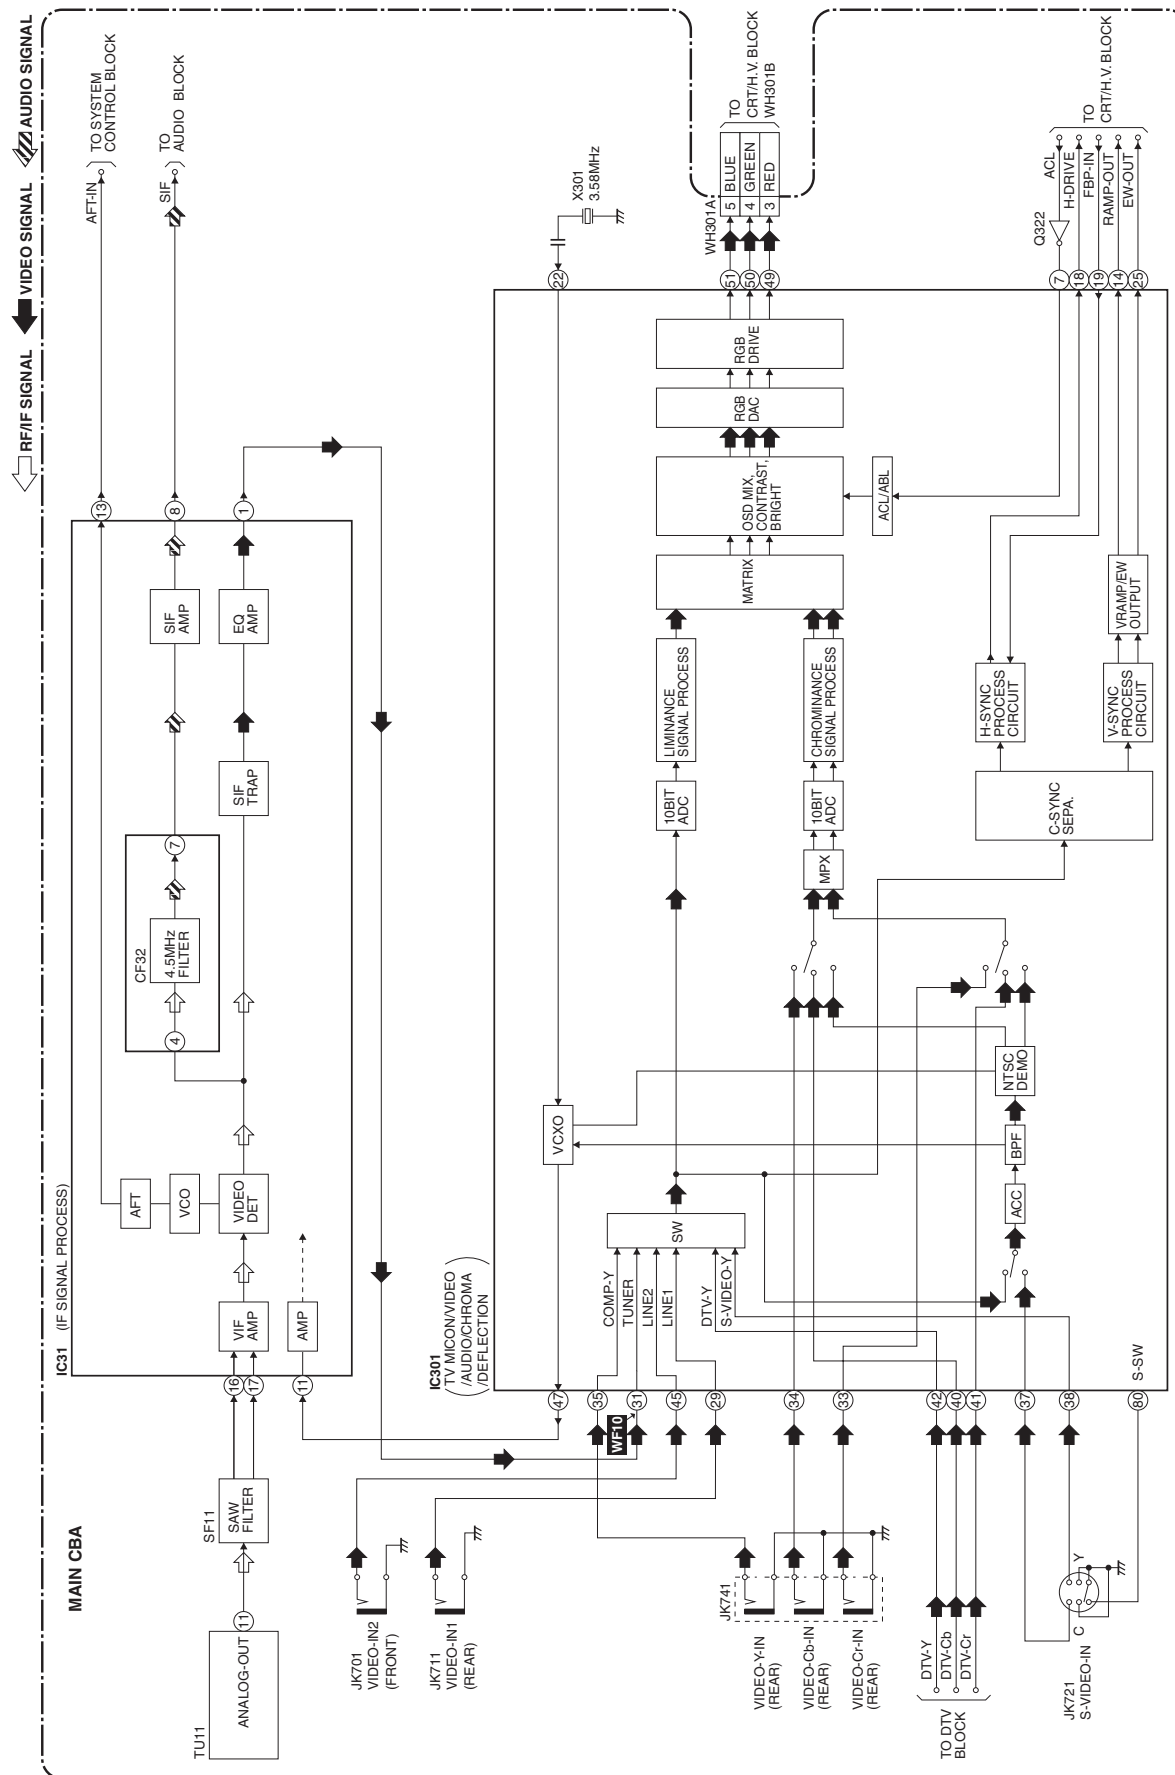 RF/IF SIGNAL
VIDEO SIGNAL
AUDIO SIGNAL
MAIN CBA
TU11
ANALOG-OUT
11
SF11
SAW
FILTER
16
17
11
IC31
(IF SIGNAL PROCESS)
VIF
AMP
AMP
AFT
VCO
VIDEO
DET
CF32
4
4.5MHz
FILTER
7
SIF
TRAP
SIF
AMP
EQ
AMP
13
8
1
AFT-IN
TO SYSTEM
CONTROL BLOCK
SIF
TO
AUDIO BLOCK
JK701
VIDEO-IN2
(FRONT)
JK711
VIDEO-IN1
(REAR)
JK741
VIDEO-Y-IN
(REAR)
VIDEO-Cb-IN
(REAR)
VIDEO-Cr-IN
(REAR)
TO DTV
BLOCK
DTV-Y
DTV-Cb
DTV-Cr
JK721
S-VIDEO-IN
C
Y
WF10
47
35
31
45
29
34
33
42
40
41
37
38
80
S-SW
IC301
TV MICON/VIDEO
/AUDIO/CHROMA
/DEFLECTION
COMP-Y
TUNER
LINE2
LINE1
DTV-Y
S-VIDEO-Y
SW
VCXO
ACC
BPF
NTSC
DEMO
MPX
10BIT
ADC
10BIT
ADC
LIMINANCE
SIGNAL PROCESS
CHROMINANCE
SIGNAL PROCESS
C-SYNC
SEPA.
H-SYNC
PROCESS
CIRCUIT
V-SYNC
PROCESS
CIRCUIT
VRAMP/EW
OUTPUT
MATRIX
OSD MIX,
CONTRAST,
BRIGHT
ACL/ABL
RGB
DAC
RGB
DRIVE
22
X301
3.58MHz
51
50
49
WH301A
5 BLUE
4 GREEN
3 RED
TO
CRT/H.V. BLOCK
WH301B
7
18
19
14
25
Q322
ACL
H-DRIVE
FBP-IN
RAMP-OUT
EW-OUT
TO
CRT/H.V. BLOCK